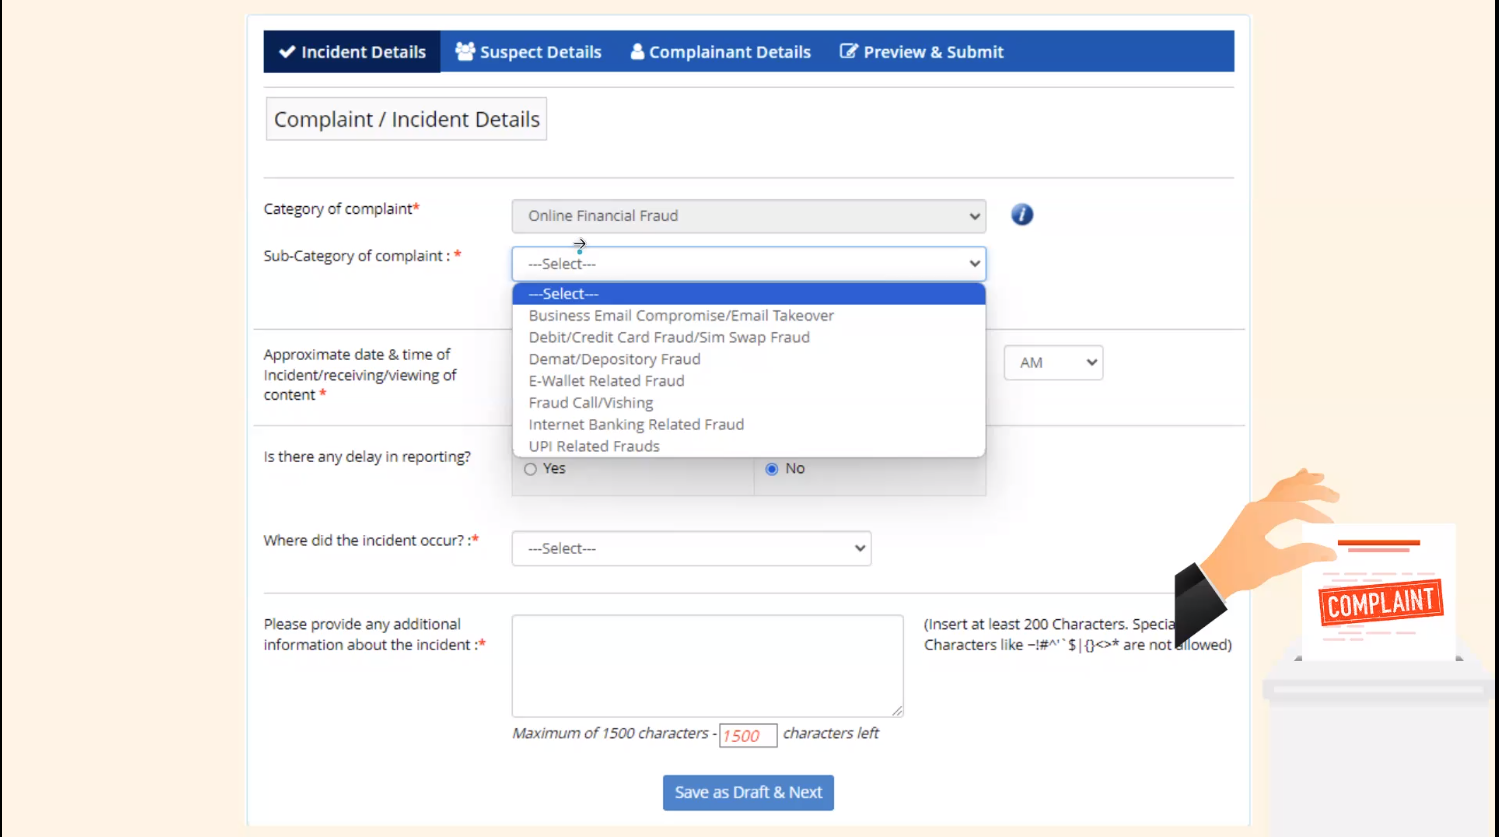 Incident Details Suspect Details Complainant Details Preview & Submit
Complaint / Incident Details
Category of complaint*
Online Financial Fraud
i
Sub-Category of complaint : *
---Select---
---Select---
Business Email Compromise/Email Takeover
Debit/Credit Card Fraud/Sim Swap Fraud
Demat/Depository Fraud
E-Wallet Related Fraud
Fraud Call/Vishing
Internet Banking Related Fraud
UPI Related Frauds
Approximate date & time of
Incident/receiving/viewing of
content *
AM
Is there any delay in reporting?
Yes No
Where did the incident occur? :*
---Select---
Please provide any additional
information about the incident :*
(Insert at least 200 Characters. Specia
Characters like ~!#^'`$|{}<>* are not allowed)
Maximum of 1500 characters - 1500 characters left
Save as Draft & Next
COMPLAINT